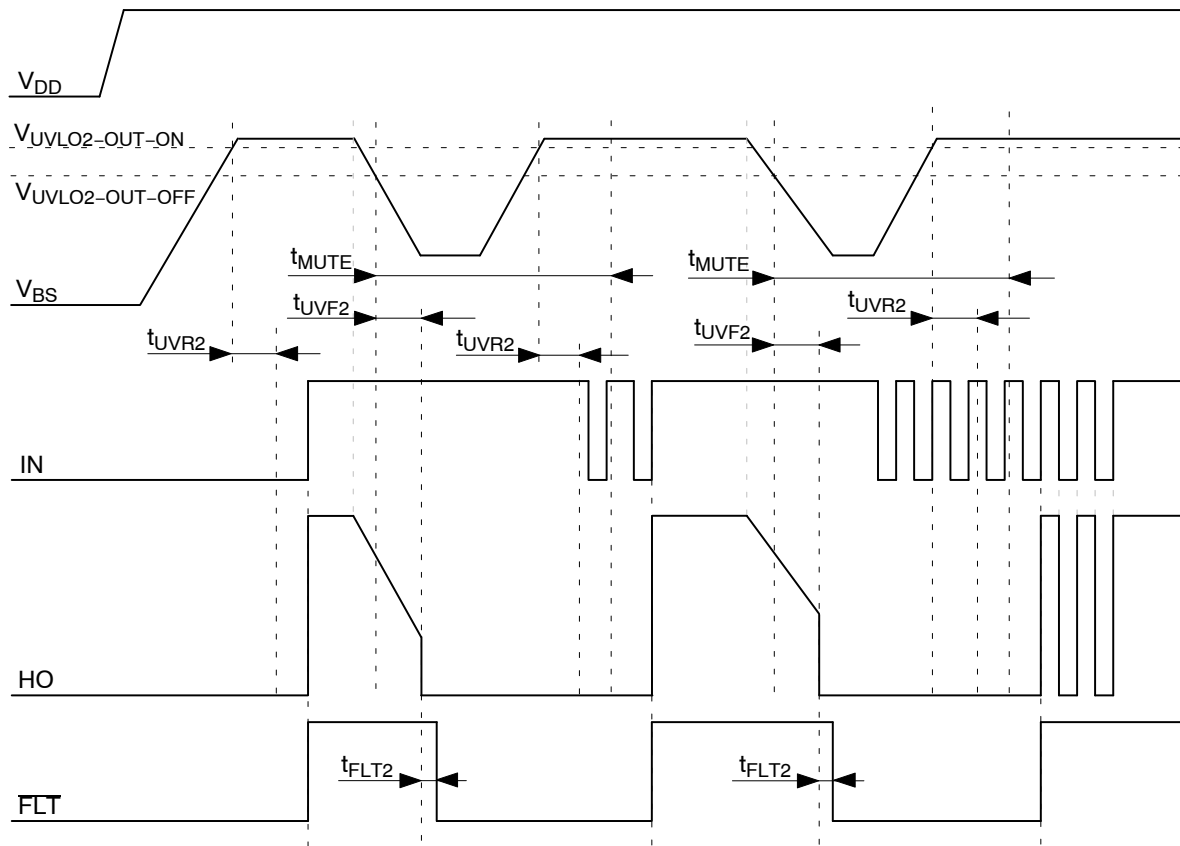 VDD
VUVLO2−OUT−ON
VUVLO2−OUT−OFF
tMUTE
tMUTE
VBS
tUVF2
tUVR2
tUVR2
tUVR2
tUVF2
IN
HO
tFLT2
tFLT2
FLT